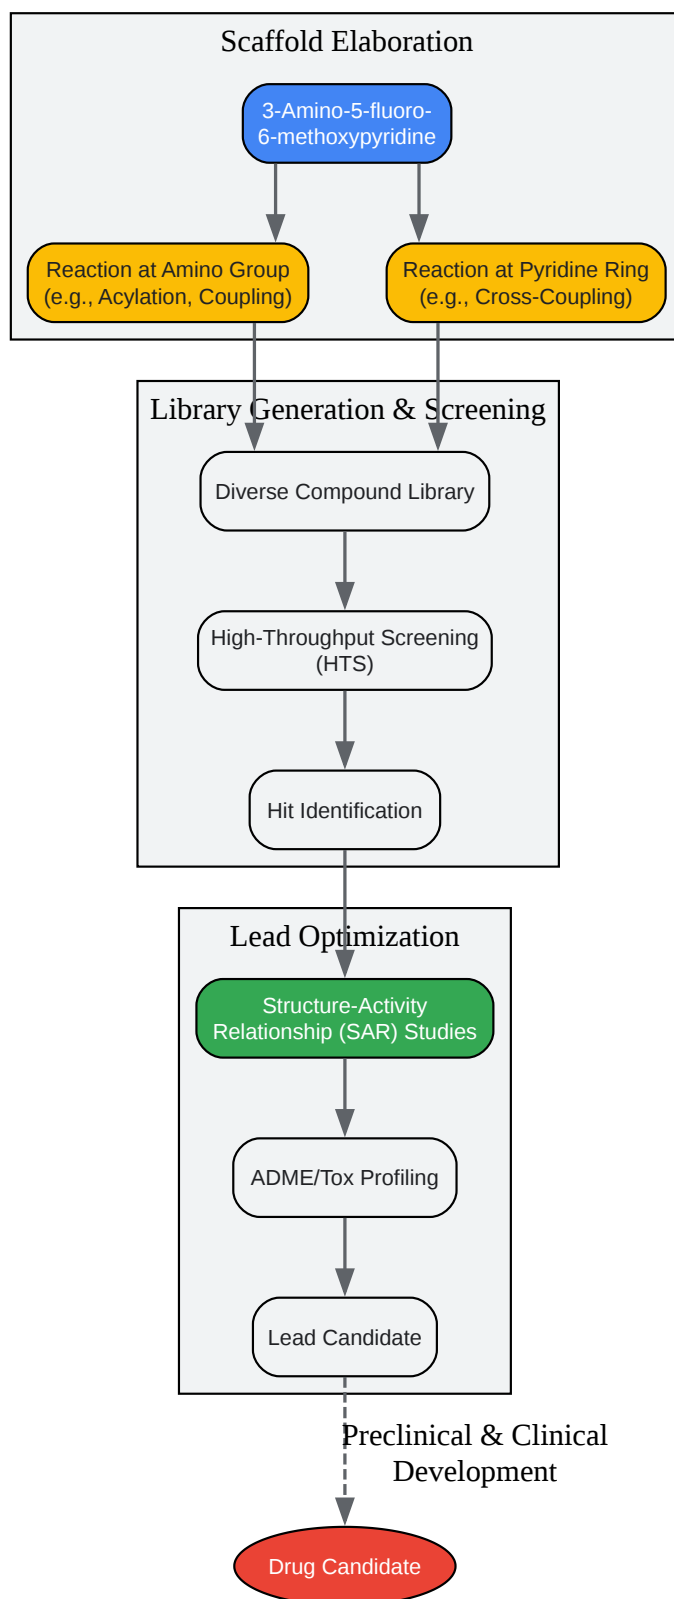 Scaffold Elaboration
3-Amino-5-fluoro-
6-methoxypyridine
Reaction at Amino Group
(e.g., Acylation, Coupling)
Reaction at Pyridine Ring
(e.g., Cross-Coupling)
Library Generation & Screening
Diverse Compound Library
High-Throughput Screening
(HTS)
Hit Identification
Lead Optimization
Structure-Activity
Relationship (SAR) Studies
ADME/Tox Profiling
Lead Candidate
Preclinical & Clinical
Development
Drug Candidate